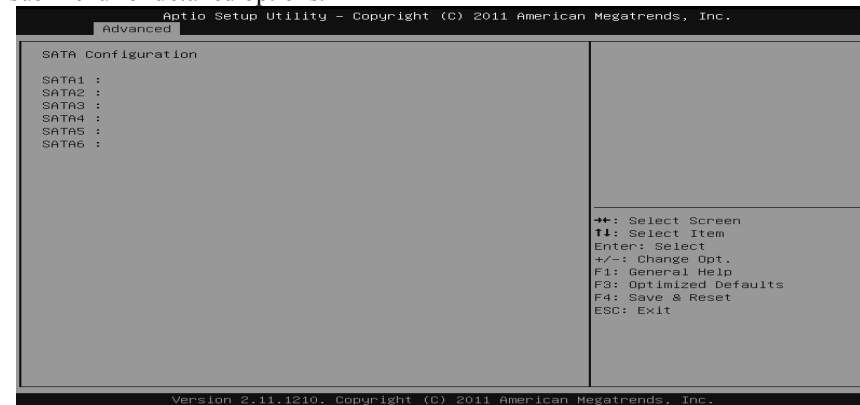 Aptio Setup Utility – Copyright (C) 2011 American Megatrends, Inc.
Advanced
SATA Configuration
SATA1 :
SATA2 :
SATA3 :
SATA4 :
SATA5 :
SATA6 :
→←: Select Screen
↑↓: Select Item
Enter: Select
+/-: Change Opt.
F1: General Help
F3: Optimized Defaults
F4: Save & Reset
ESC: Exit
Version 2.11.1210. Copyright (C) 2011 American Megatrends, Inc.